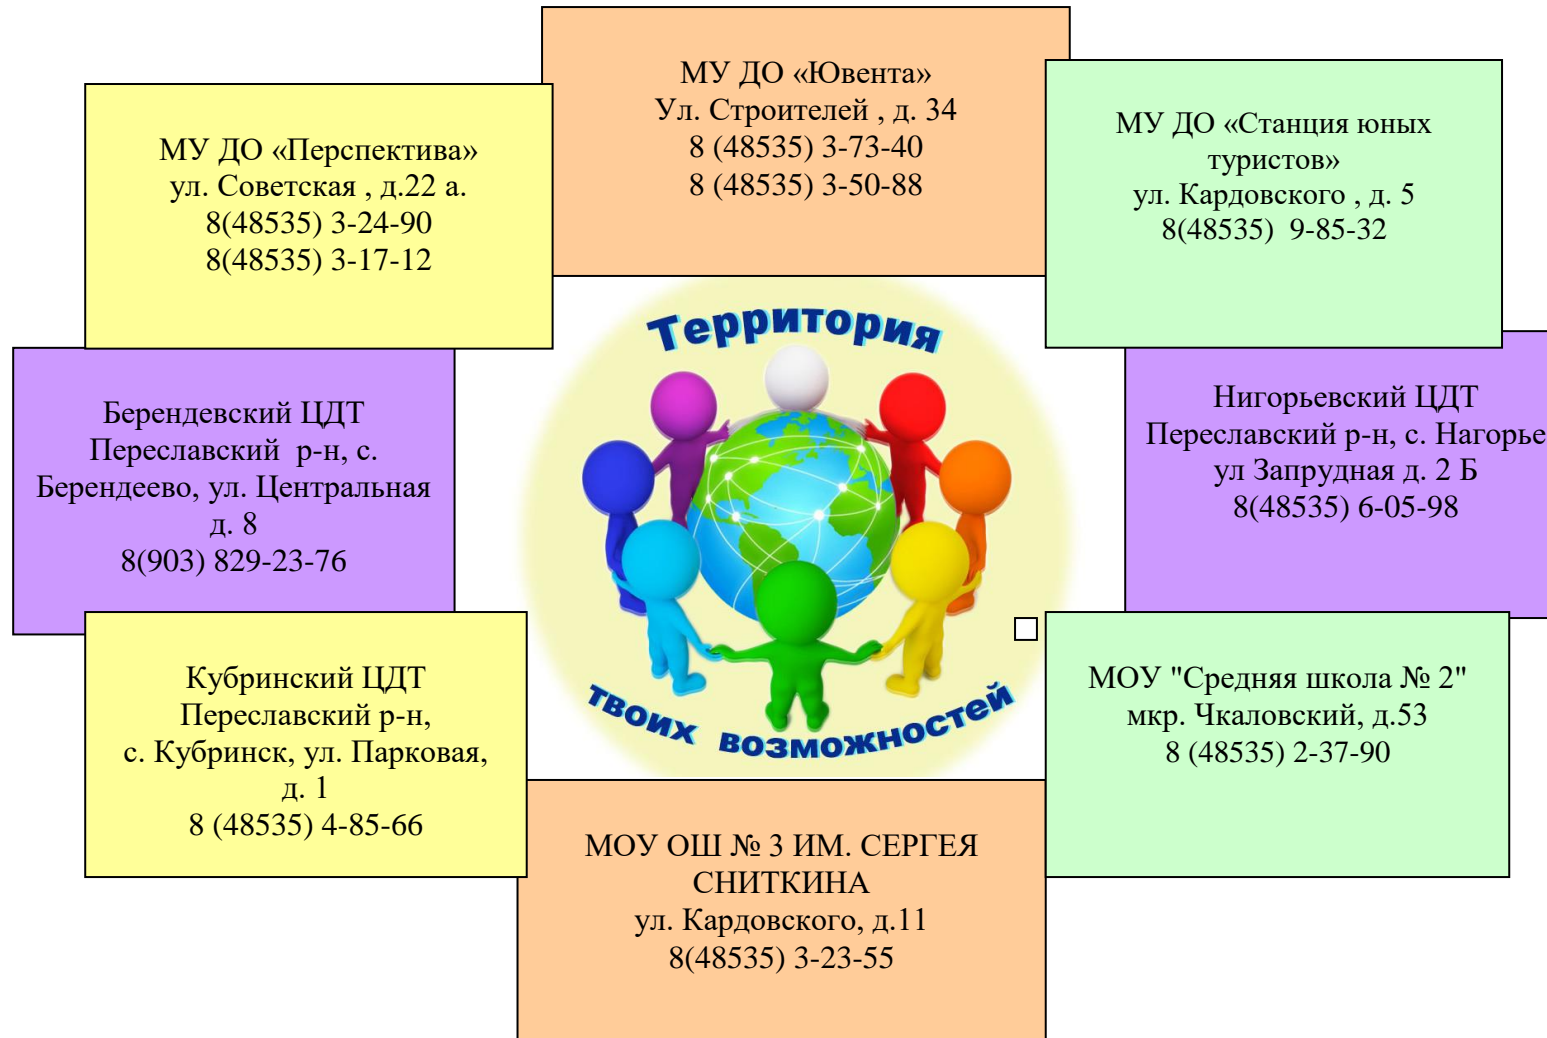 МУ ДО «Ювента»
Ул. Строителей , д. 34
8 (48535) 3-73-40
8 (48535) 3-50-88
МУ ДО «Перспектива»
ул. Советская , д.22 а.
8(48535) 3-24-90
8(48535) 3-17-12
МУ ДО «Станция юных
туристов»
ул. Кардовского , д. 5
8(48535) 9-85-32
Территория
твоих возможностей
Берендевский ЦДТ
Переславский р-н, с.
Берендеево, ул. Центральная
д. 8
8(903) 829-23-76
Нигорьевский ЦДТ
Переславский р-н, с. Нагорье
ул Запрудная д. 2 Б
8(48535) 6-05-98
Кубринский ЦДТ
Переславский р-н,
с. Кубринск, ул. Парковая,
д. 1
8 (48535) 4-85-66
МОУ "Средняя школа № 2"
мкр. Чкаловский, д.53
8 (48535) 2-37-90
МОУ ОШ № 3 ИМ. СЕРГЕЯ
СНИТКИНА
ул. Кардовского, д.11
8(48535) 3-23-55